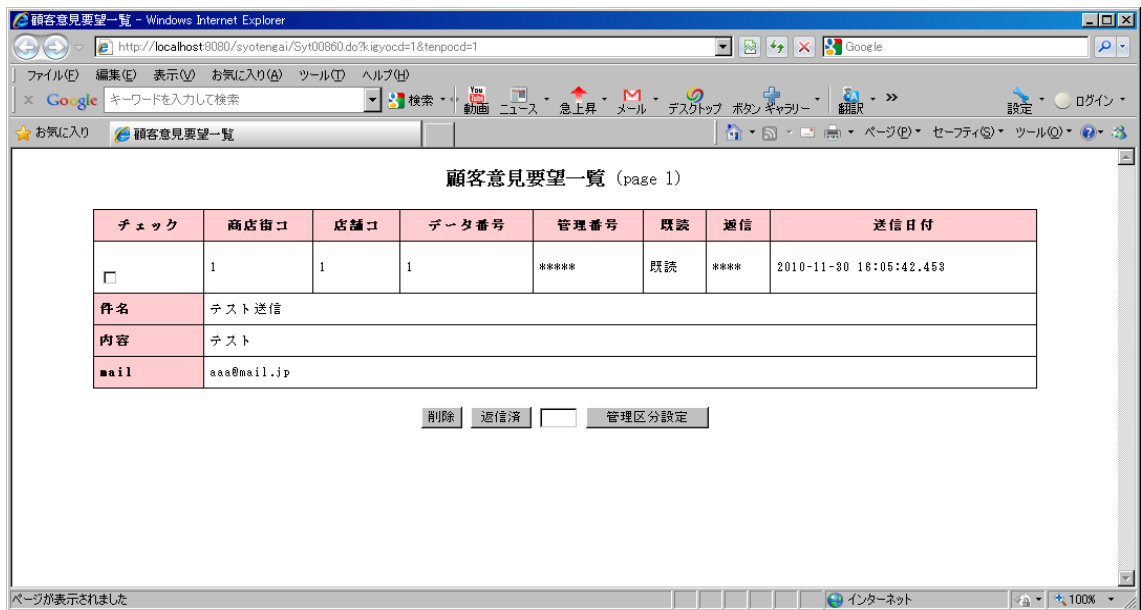 顧客意見要望一覧 - Windows Internet Explorer
http://localhost:8080/syotengai/Syt00860.do?kigyocd=1&tenpocd=1
Google
ファイル(F) 編集(E) 表示(V) お気に入り(A) ツール(T) ヘルプ(H)
x Google キーワードを入力して検索 検索 You Tube 動画 ニュース 急上昇 メール デスクトップ ボタン ギャラリー 翻訳 » 設定 ログイン
お気に入り 顧客意見要望一覧 ページ(P) セーフティ(S) ツール(O)
顧客意見要望一覧 (page 1)
チェック 商店街コ 店舗コ データ番号 管理番号 既読 返信 送信日付
1 1 1 ***** 既読 **** 2010-11-30 16:05:42.453
件名 テスト送信
内容 テスト
mail aaa@mail.jp
削除 返信済 管理区分設定
ページが表示されました インターネット 100%